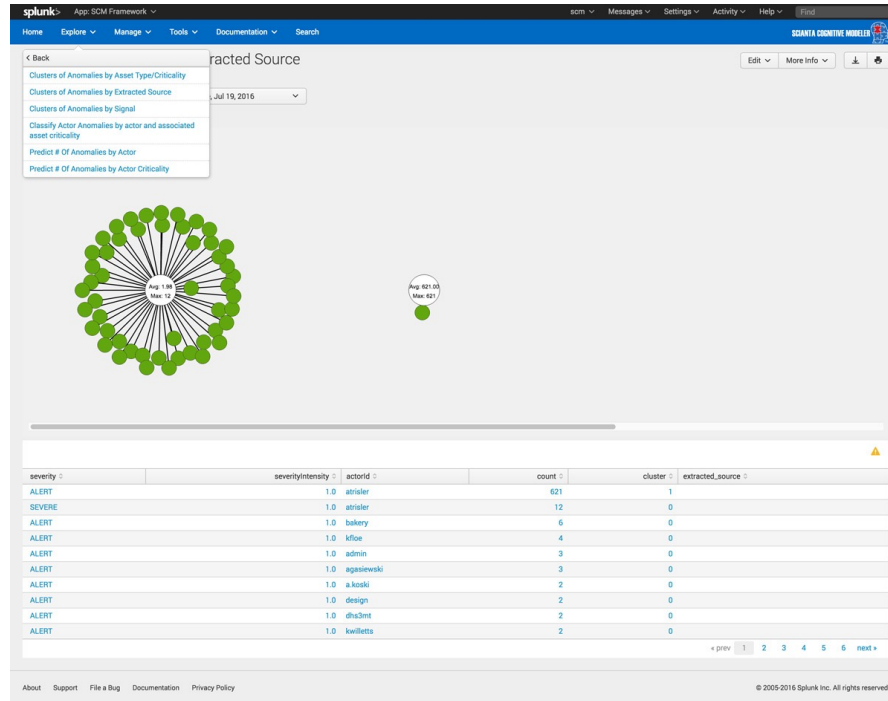 splunk> App: SCM Framework scm Messages Settings Activity Help Find
Home Explore Manage Tools Documentation Search SCIANTA COGNITIVE MODELER
< Back
Clusters of Anomalies by Asset Type/Criticality
Clusters of Anomalies by Extracted Source
Clusters of Anomalies by Signal
Classify Actor Anomalies by actor and associated
asset criticality
Predict # Of Anomalies by Actor
Predict # Of Anomalies by Actor Criticality
racted Source
Edit More Info
, Jul 19, 2016
Avg: 1.98
Max: 12
Avg: 621.00
Max: 621
severity severityIntensity actorId count cluster extracted_source
ALERT 1.0 atrisler 621 1
SEVERE 1.0 atrisler 12 0
ALERT 1.0 bakery 6 0
ALERT 1.0 kfloe 4 0
ALERT 1.0 admin 3 0
ALERT 1.0 agasiewski 3 0
ALERT 1.0 a.koski 2 0
ALERT 1.0 design 2 0
ALERT 1.0 dhs3mt 2 0
ALERT 1.0 kwilletts 2 0
« prev 1 2 3 4 5 6 next »
About Support File a Bug Documentation Privacy Policy © 2005-2016 Splunk Inc. All rights reserved